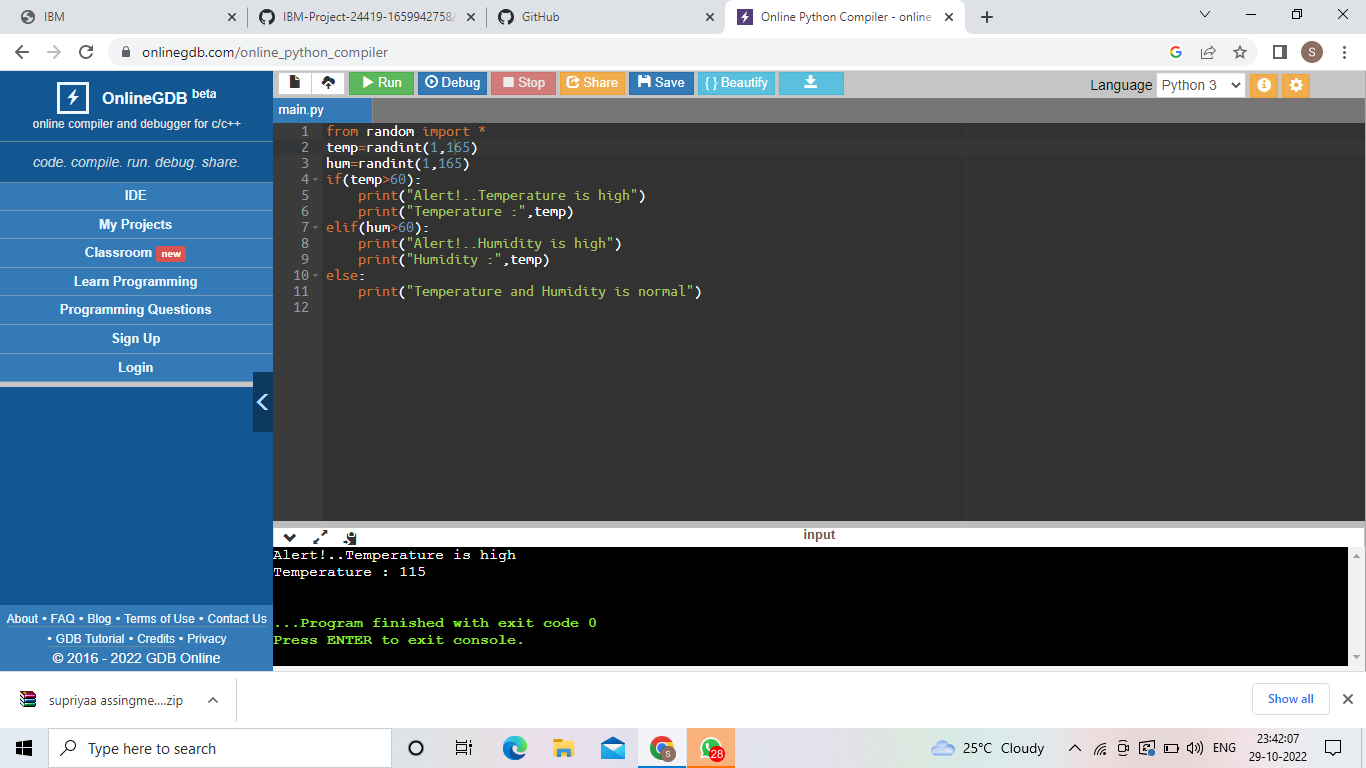 IBM
IBM-Project-24419-1659942758/
GitHub
Online Python Compiler - online
onlinegdb.com/online_python_compiler
S
OnlineGDB beta
online compiler and debugger for c/c++
code. compile. run. debug. share.
IDE
My Projects
Classroom new
Learn Programming
Programming Questions
Sign Up
Login
About • FAQ • Blog • Terms of Use • Contact Us
• GDB Tutorial • Credits • Privacy
© 2016 - 2022 GDB Online
Run Debug Stop Share Save { } Beautify
Language Python 3
main.py
1 from random import *
2 temp=randint(1,165)
3 hum=randint(1,165)
4 if(temp>60):
5 print("Alert!..Temperature is high")
6 print("Temperature :",temp)
7 elif(hum>60):
8 print("Alert!..Humidity is high")
9 print("Humidity :",temp)
10 else:
11 print("Temperature and Humidity is normal")
12
input
Alert!..Temperature is high
Temperature : 115
...Program finished with exit code 0
Press ENTER to exit console.
supriyaa assingme....zip
Show all
Type here to search
S
28
25°C Cloudy
ENG
23:42:07
29-10-2022